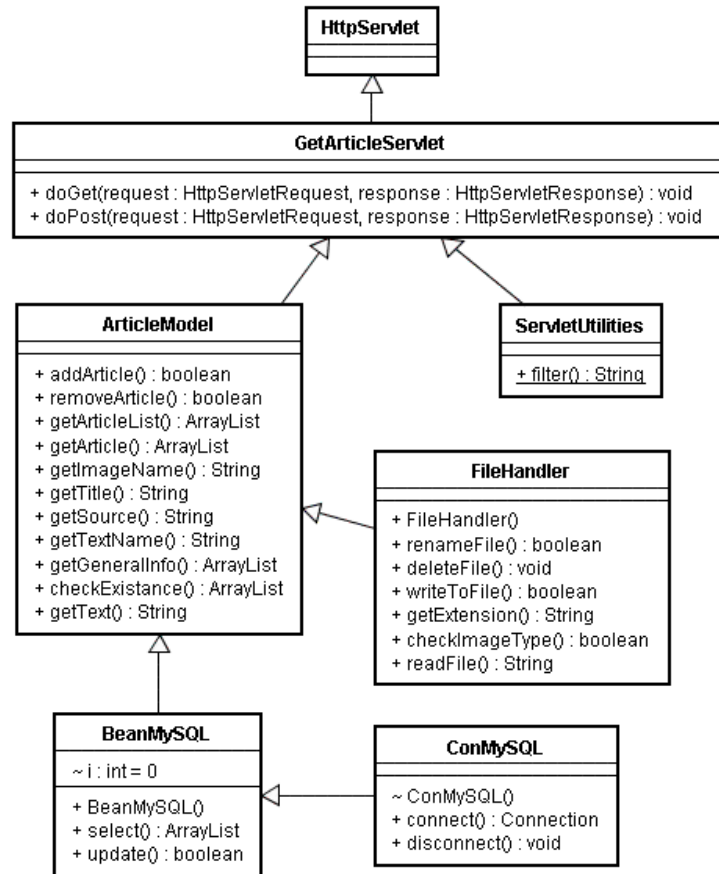 HttpServlet
GetArticleServlet
+ doGet(request : HttpServletRequest, response : HttpServletResponse) : void
+ doPost(request : HttpServletRequest, response : HttpServletResponse) : void
ArticleModel
+ addArticle() : boolean
+ removeArticle() : boolean
+ getArticleList() : ArrayList
+ getArticle() : ArrayList
+ getImageName() : String
+ getTitle() : String
+ getSource() : String
+ getTextName() : String
+ getGeneralInfo() : ArrayList
+ checkExistance() : ArrayList
+ getText() : String
ServletUtilities
+ filter() : String
FileHandler
+ FileHandler()
+ renameFile() : boolean
+ deleteFile() : void
+ writeToFile() : boolean
+ getExtension() : String
+ checkImageType() : boolean
+ readFile() : String
BeanMySQL
~ i : int = 0
+ BeanMySQL()
+ select() : ArrayList
+ update() : boolean
ConMySQL
~ ConMySQL()
+ connect() : Connection
+ disconnect() : void